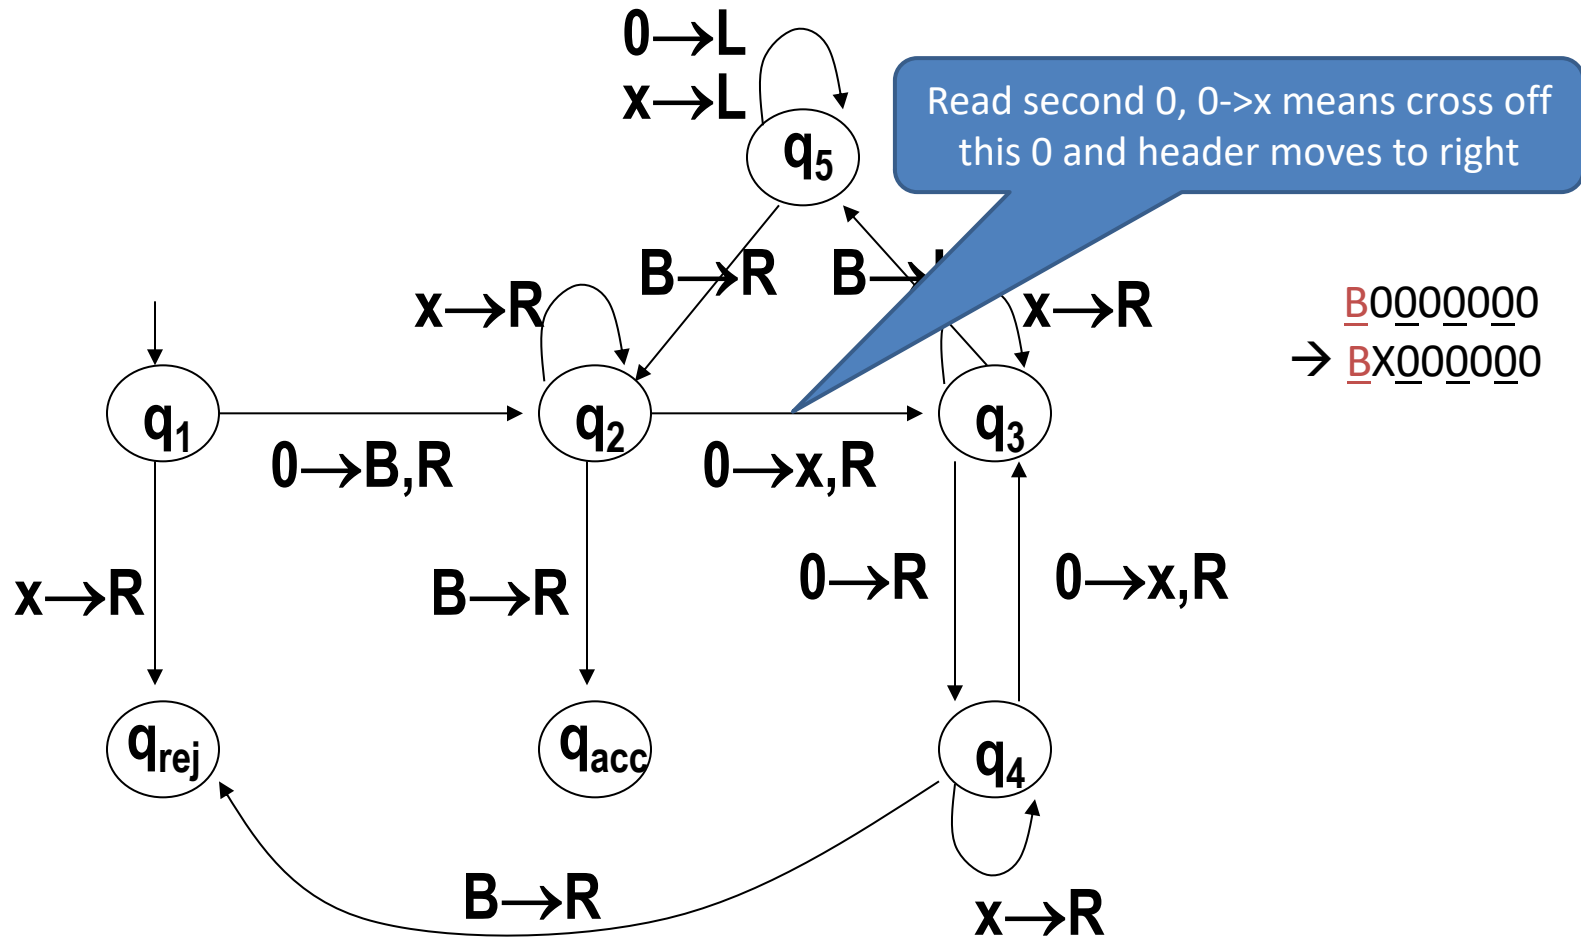 0→L
x→L
q5
Read second 0, 0->x means cross off
this 0 and header moves to right
B→R
B→
x→R
x→R
B0000000
→ BX000000
q1
q2
q3
0→B,R
0→x,R
x→R
B→R
0→R
0→x,R
qrej
qacc
q4
B→R
x→R